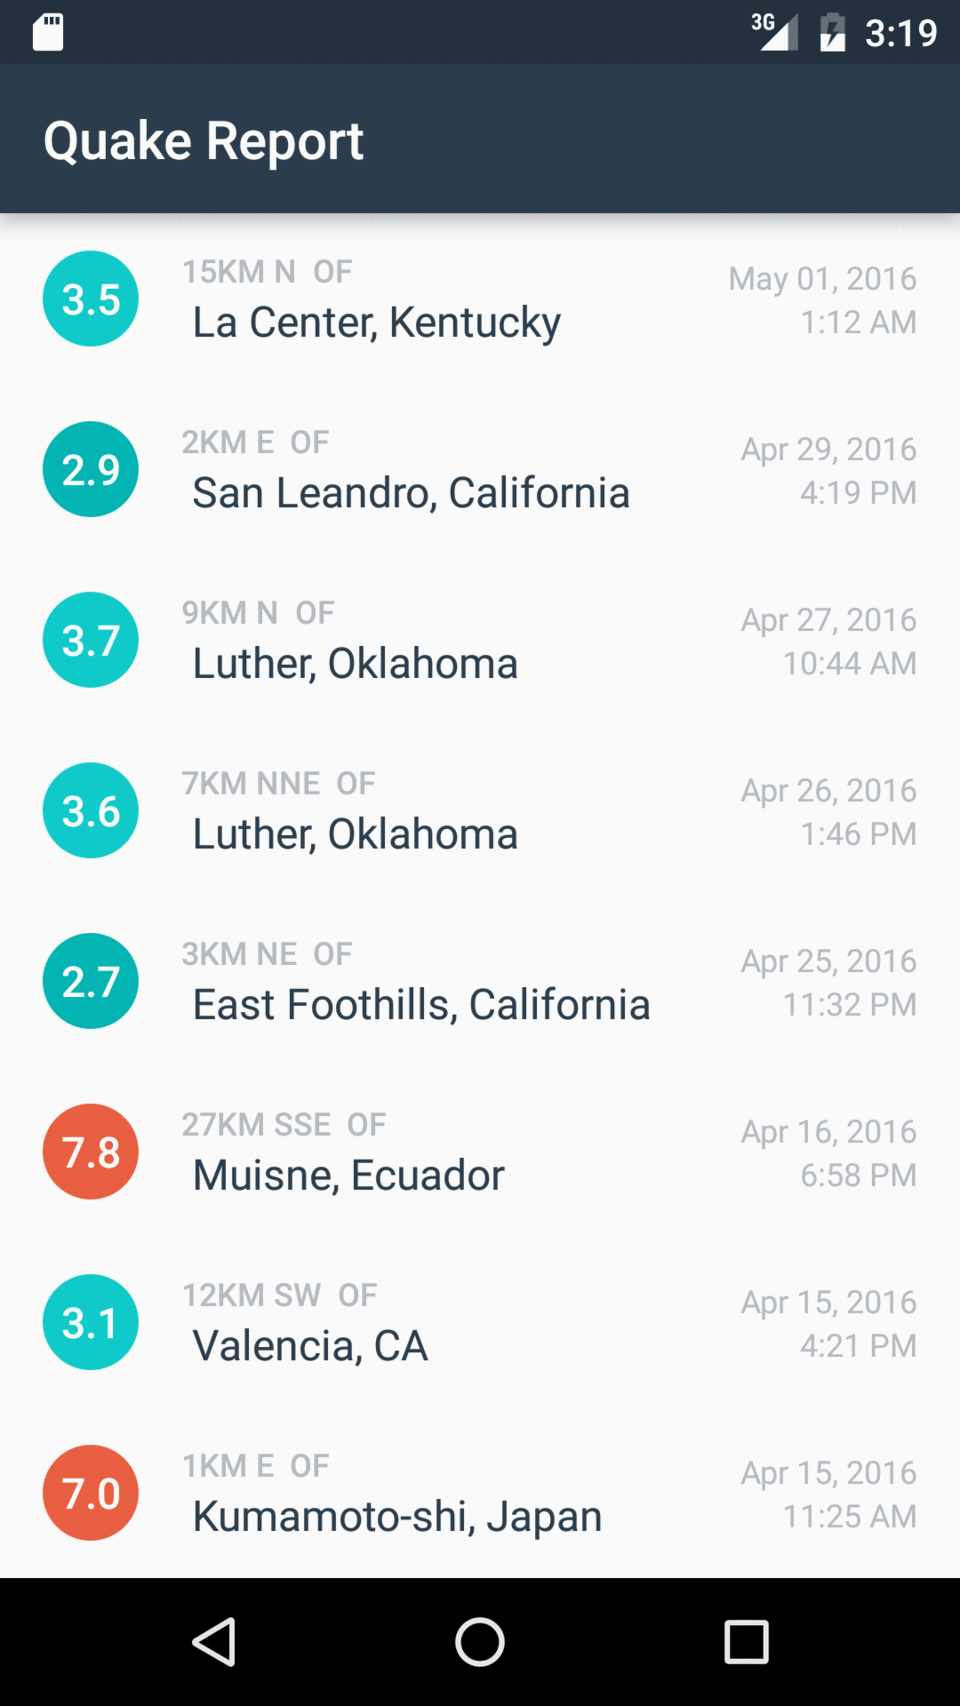 3G 3:19
Quake Report
3.5
15KM N OF
La Center, Kentucky
May 01, 2016
1:12 AM
2.9
2KM E OF
San Leandro, California
Apr 29, 2016
4:19 PM
3.7
9KM N OF
Luther, Oklahoma
Apr 27, 2016
10:44 AM
3.6
7KM NNE OF
Luther, Oklahoma
Apr 26, 2016
1:46 PM
2.7
3KM NE OF
East Foothills, California
Apr 25, 2016
11:32 PM
7.8
27KM SSE OF
Muisne, Ecuador
Apr 16, 2016
6:58 PM
3.1
12KM SW OF
Valencia, CA
Apr 15, 2016
4:21 PM
7.0
1KM E OF
Kumamoto-shi, Japan
Apr 15, 2016
11:25 AM